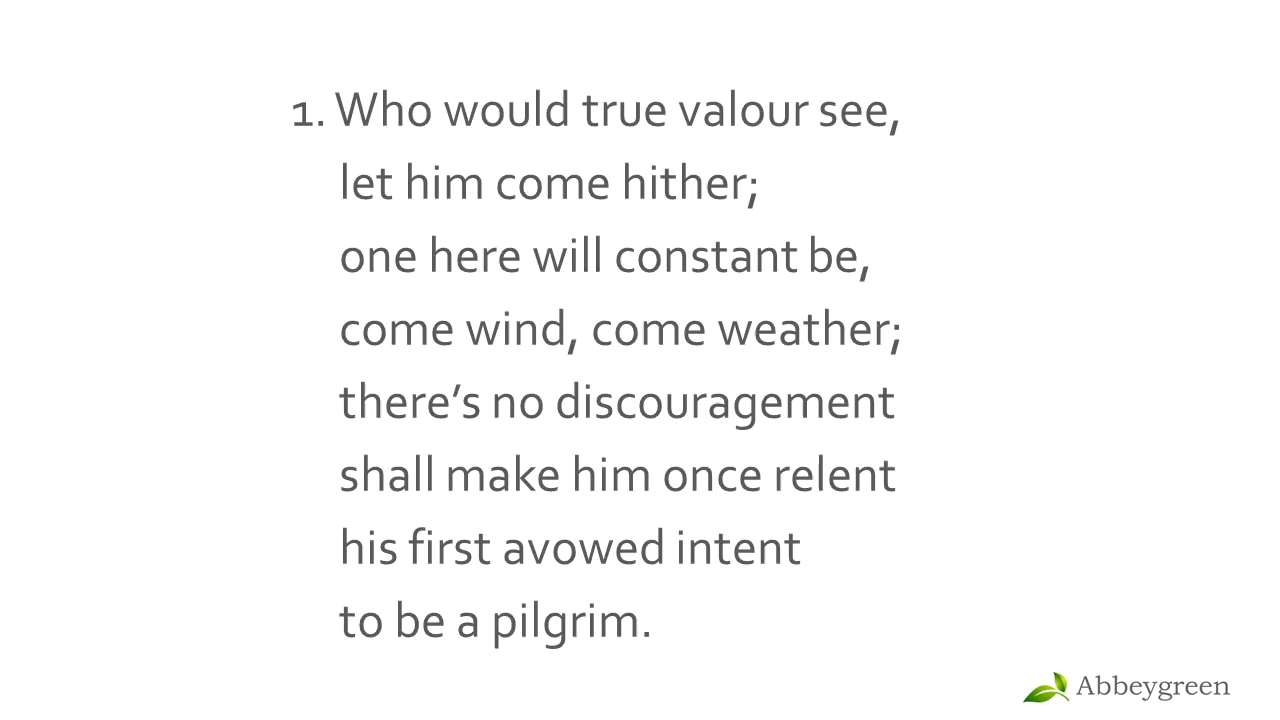 1. Who would true valour see,
let him come hither;
one here will constant be,
come wind, come weather;
there’s no discouragement
shall make him once relent
his first avowed intent
to be a pilgrim.
Abbeygreen